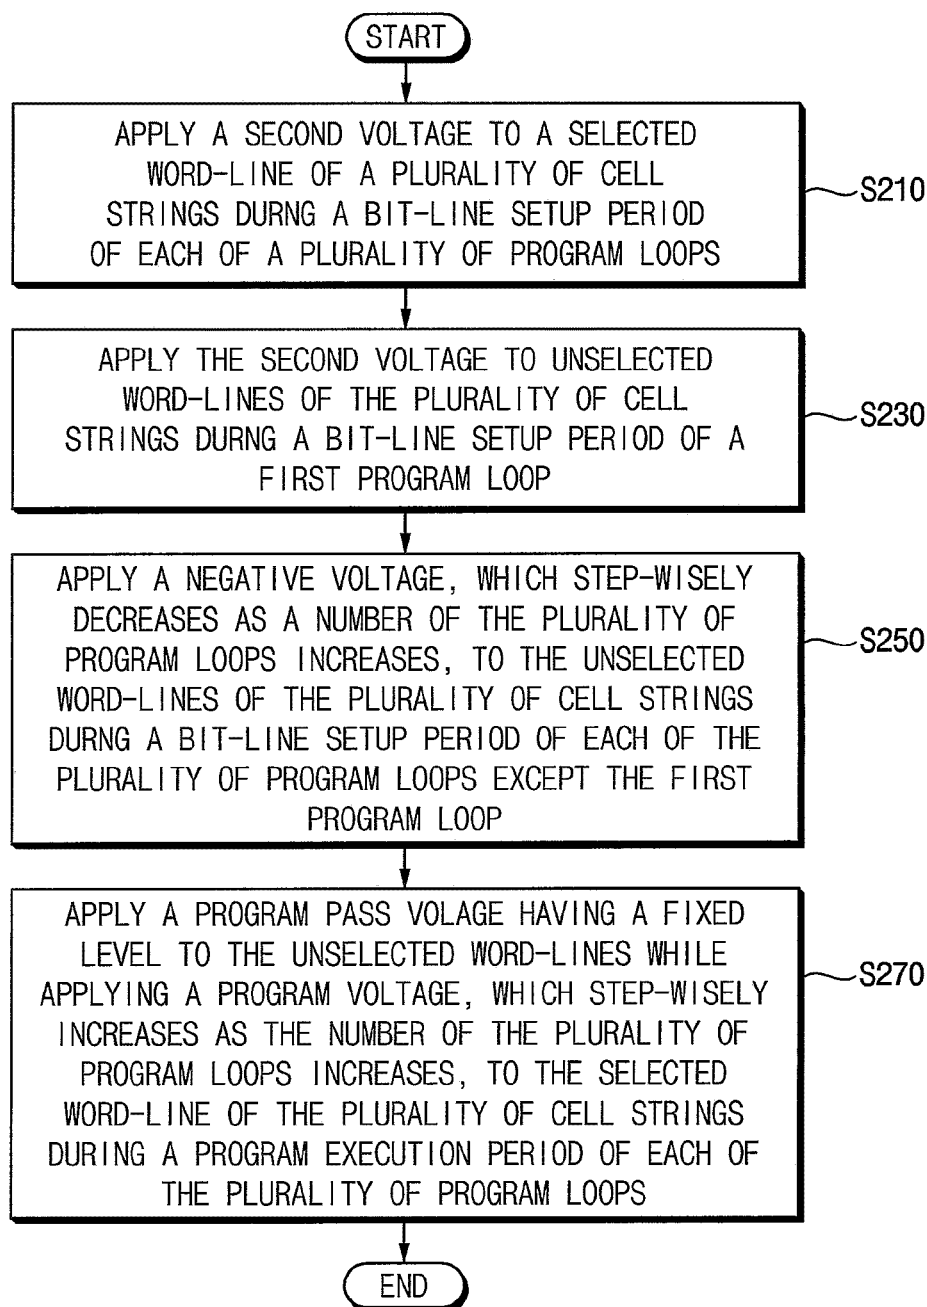 START
APPLY A SECOND VOLTAGE TO A SELECTED
WORD-LINE OF A PLURALITY OF CELL
STRINGS DURNG A BIT-LINE SETUP PERIOD
OF EACH OF A PLURALITY OF PROGRAM LOOPS
S210
APPLY THE SECOND VOLTAGE TO UNSELECTED
WORD-LINES OF THE PLURALITY OF CELL
STRINGS DURNG A BIT-LINE SETUP PERIOD OF A
FIRST PROGRAM LOOP
S230
APPLY A NEGATIVE VOLTAGE, WHICH STEP-WISELY
DECREASES AS A NUMBER OF THE PLURALITY OF
PROGRAM LOOPS INCREASES, TO THE UNSELECTED
WORD-LINES OF THE PLURALITY OF CELL STRINGS
DURNG A BIT-LINE SETUP PERIOD OF EACH OF THE
PLURALITY OF PROGRAM LOOPS EXCEPT THE FIRST
PROGRAM LOOP
S250
APPLY A PROGRAM PASS VOLAGE HAVING A FIXED
LEVEL TO THE UNSELECTED WORD-LINES WHILE
APPLYING A PROGRAM VOLTAGE, WHICH STEP-WISELY
INCREASES AS THE NUMBER OF THE PLURALITY OF
PROGRAM LOOPS INCREASES, TO THE SELECTED
WORD-LINE OF THE PLURALITY OF CELL STRINGS
DURING A PROGRAM EXECUTION PERIOD OF EACH OF
THE PLURALITY OF PROGRAM LOOPS
S270
END